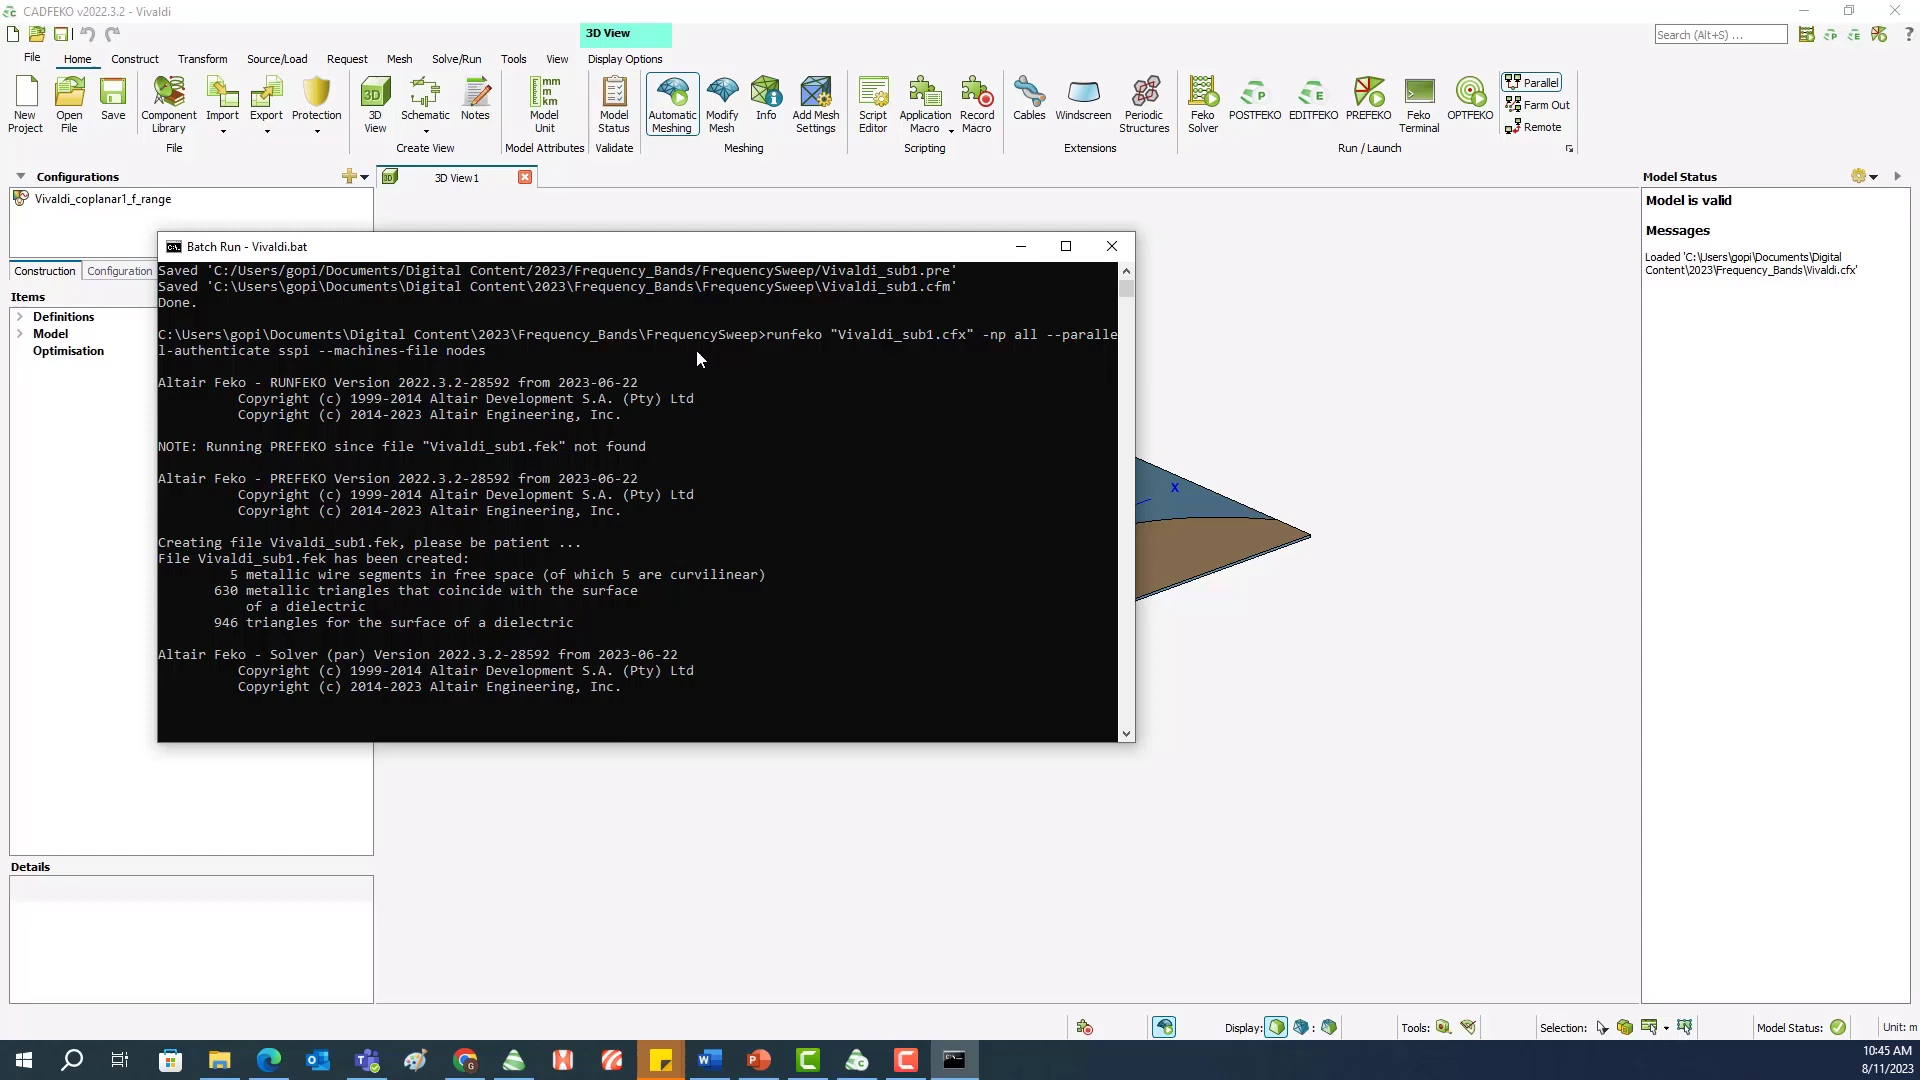 CADFEKO v2022.3.2 - Vivaldi
3D View
Search (Alt+S) ...
File
Home
Construct
Transform
Source/Load
Request
Mesh
Solve/Run
Tools
View
Display Options
New Project
Open File
Save
Component Library
Import
Export
Protection
3D View
Schematic
Notes
Model Unit
Model Status
Automatic Meshing
Modify Mesh
Info
Add Mesh Settings
Script Editor
Application Macro
Record Macro
Cables
Windscreen
Periodic Structures
Feko Solver
POSTFEKO
EDITFEKO
PREFEKO
Feko Terminal
OPTFEKO
Parallel
Farm Out
Remote
File
Create View
Model Attributes
Validate
Meshing
Scripting
Extensions
Run / Launch
Configurations
Vivaldi_coplanar1_f_range
3D View1
Model Status
Model is valid
Messages
Loaded 'C:\Users\gopi\Documents\Digital
Content\2023\Frequency_Bands\Vivaldi.cfx'
Construction
Configuration
Items
Definitions
Model
Optimisation
Batch Run - Vivaldi.bat
Saved 'C:/Users/gopi/Documents/Digital Content/2023/Frequency_Bands/FrequencySweep/Vivaldi_sub1.pre'
Saved 'C:\Users\gopi\Documents\Digital Content\2023\Frequency_Bands\FrequencySweep\Vivaldi_sub1.cfm'
Done.
C:\Users\gopi\Documents\Digital Content\2023\Frequency_Bands\FrequencySweep>runfeko "Vivaldi_sub1.cfx" -np all --paralle
l-authenticate sspi --machines-file nodes
Altair Feko - RUNFEKO Version 2022.3.2-28592 from 2023-06-22
Copyright (c) 1999-2014 Altair Development S.A. (Pty) Ltd
Copyright (c) 2014-2023 Altair Engineering, Inc.
NOTE: Running PREFEKO since file "Vivaldi_sub1.fek" not found
Altair Feko - PREFEKO Version 2022.3.2-28592 from 2023-06-22
Copyright (c) 1999-2014 Altair Development S.A. (Pty) Ltd
Copyright (c) 2014-2023 Altair Engineering, Inc.
Creating file Vivaldi_sub1.fek, please be patient ...
File Vivaldi_sub1.fek has been created:
5 metallic wire segments in free space (of which 5 are curvilinear)
630 metallic triangles that coincide with the surface
of a dielectric
946 triangles for the surface of a dielectric
Altair Feko - Solver (par) Version 2022.3.2-28592 from 2023-06-22
Copyright (c) 1999-2014 Altair Development S.A. (Pty) Ltd
Copyright (c) 2014-2023 Altair Engineering, Inc.
X
Details
Display:
Tools:
Selection:
Model Status:
Unit: m
10:45 AM
8/11/2023